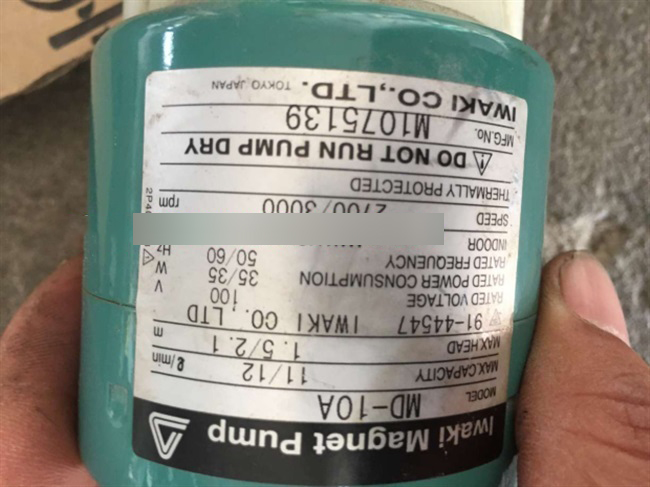 Iwaki Magnet Pump
MODEL MD-10A
MAX.CAPACITY 11/12 ℓ/min
MAX.HEAD 1.5/2.1 m
91-44547 IWAKI CO.,LTD
RATED VOLTAGE 100 V
RATED POWER CONSUMPTION 35/35 W
RATED FREQUENCY 50/60 Hz
INDOOR
SPEED 2700/3000 rpm
THERMALLY PROTECTED
DO NOT RUN PUMP DRY
MFG.No. M1075139
IWAKI CO.,LTD. TOKYO JAPAN